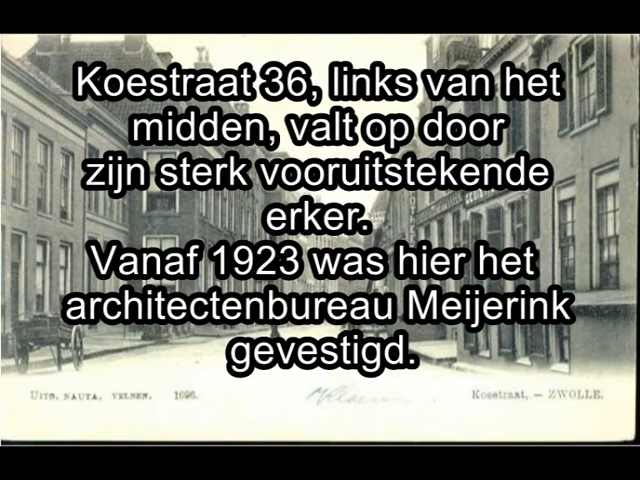 Koestraat 36, links van het
midden, valt op door
zijn sterk vooruitstekende
erker.
Vanaf 1923 was hier het
architectenbureau Meijerink
gevestigd.
UITG. NAUTA, VELSEN. 1696.
Koestraat, — ZWOLLE.